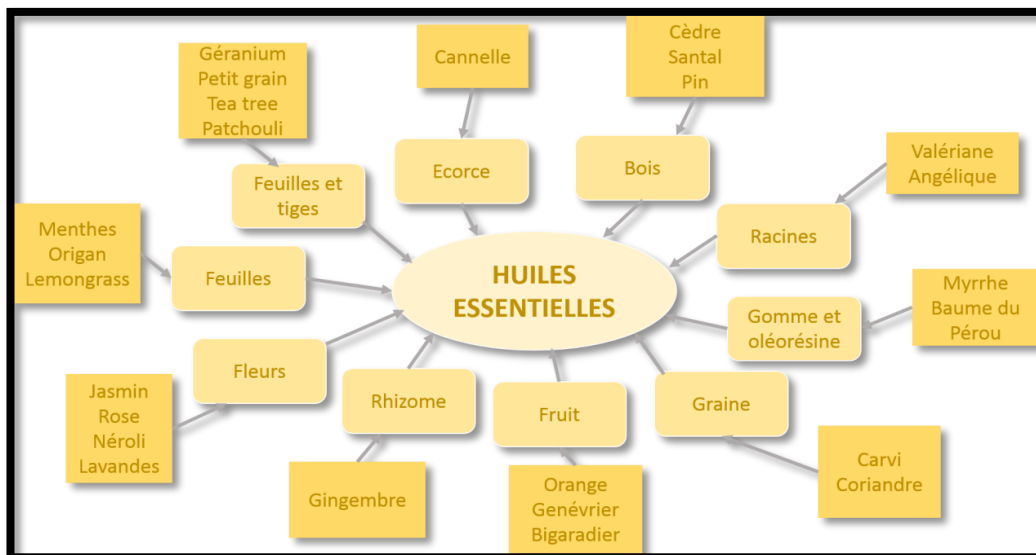 Géranium
Petit grain
Tea tree
Patchouli
Cannelle
Cèdre
Santal
Pin
Feuilles et
tiges
Ecorce
Bois
Valériane
Angélique
Menthes
Origan
Lemongrass
Feuilles
HUILES
ESSENTIELLES
Racines
Gomme et
oléorésine
Myrrhe
Baume du
Pérou
Fleurs
Rhizome
Fruit
Graine
Jasmin
Rose
Néroli
Lavandes
Gingembre
Orange
Genévrier
Bigaradier
Carvi
Coriandre